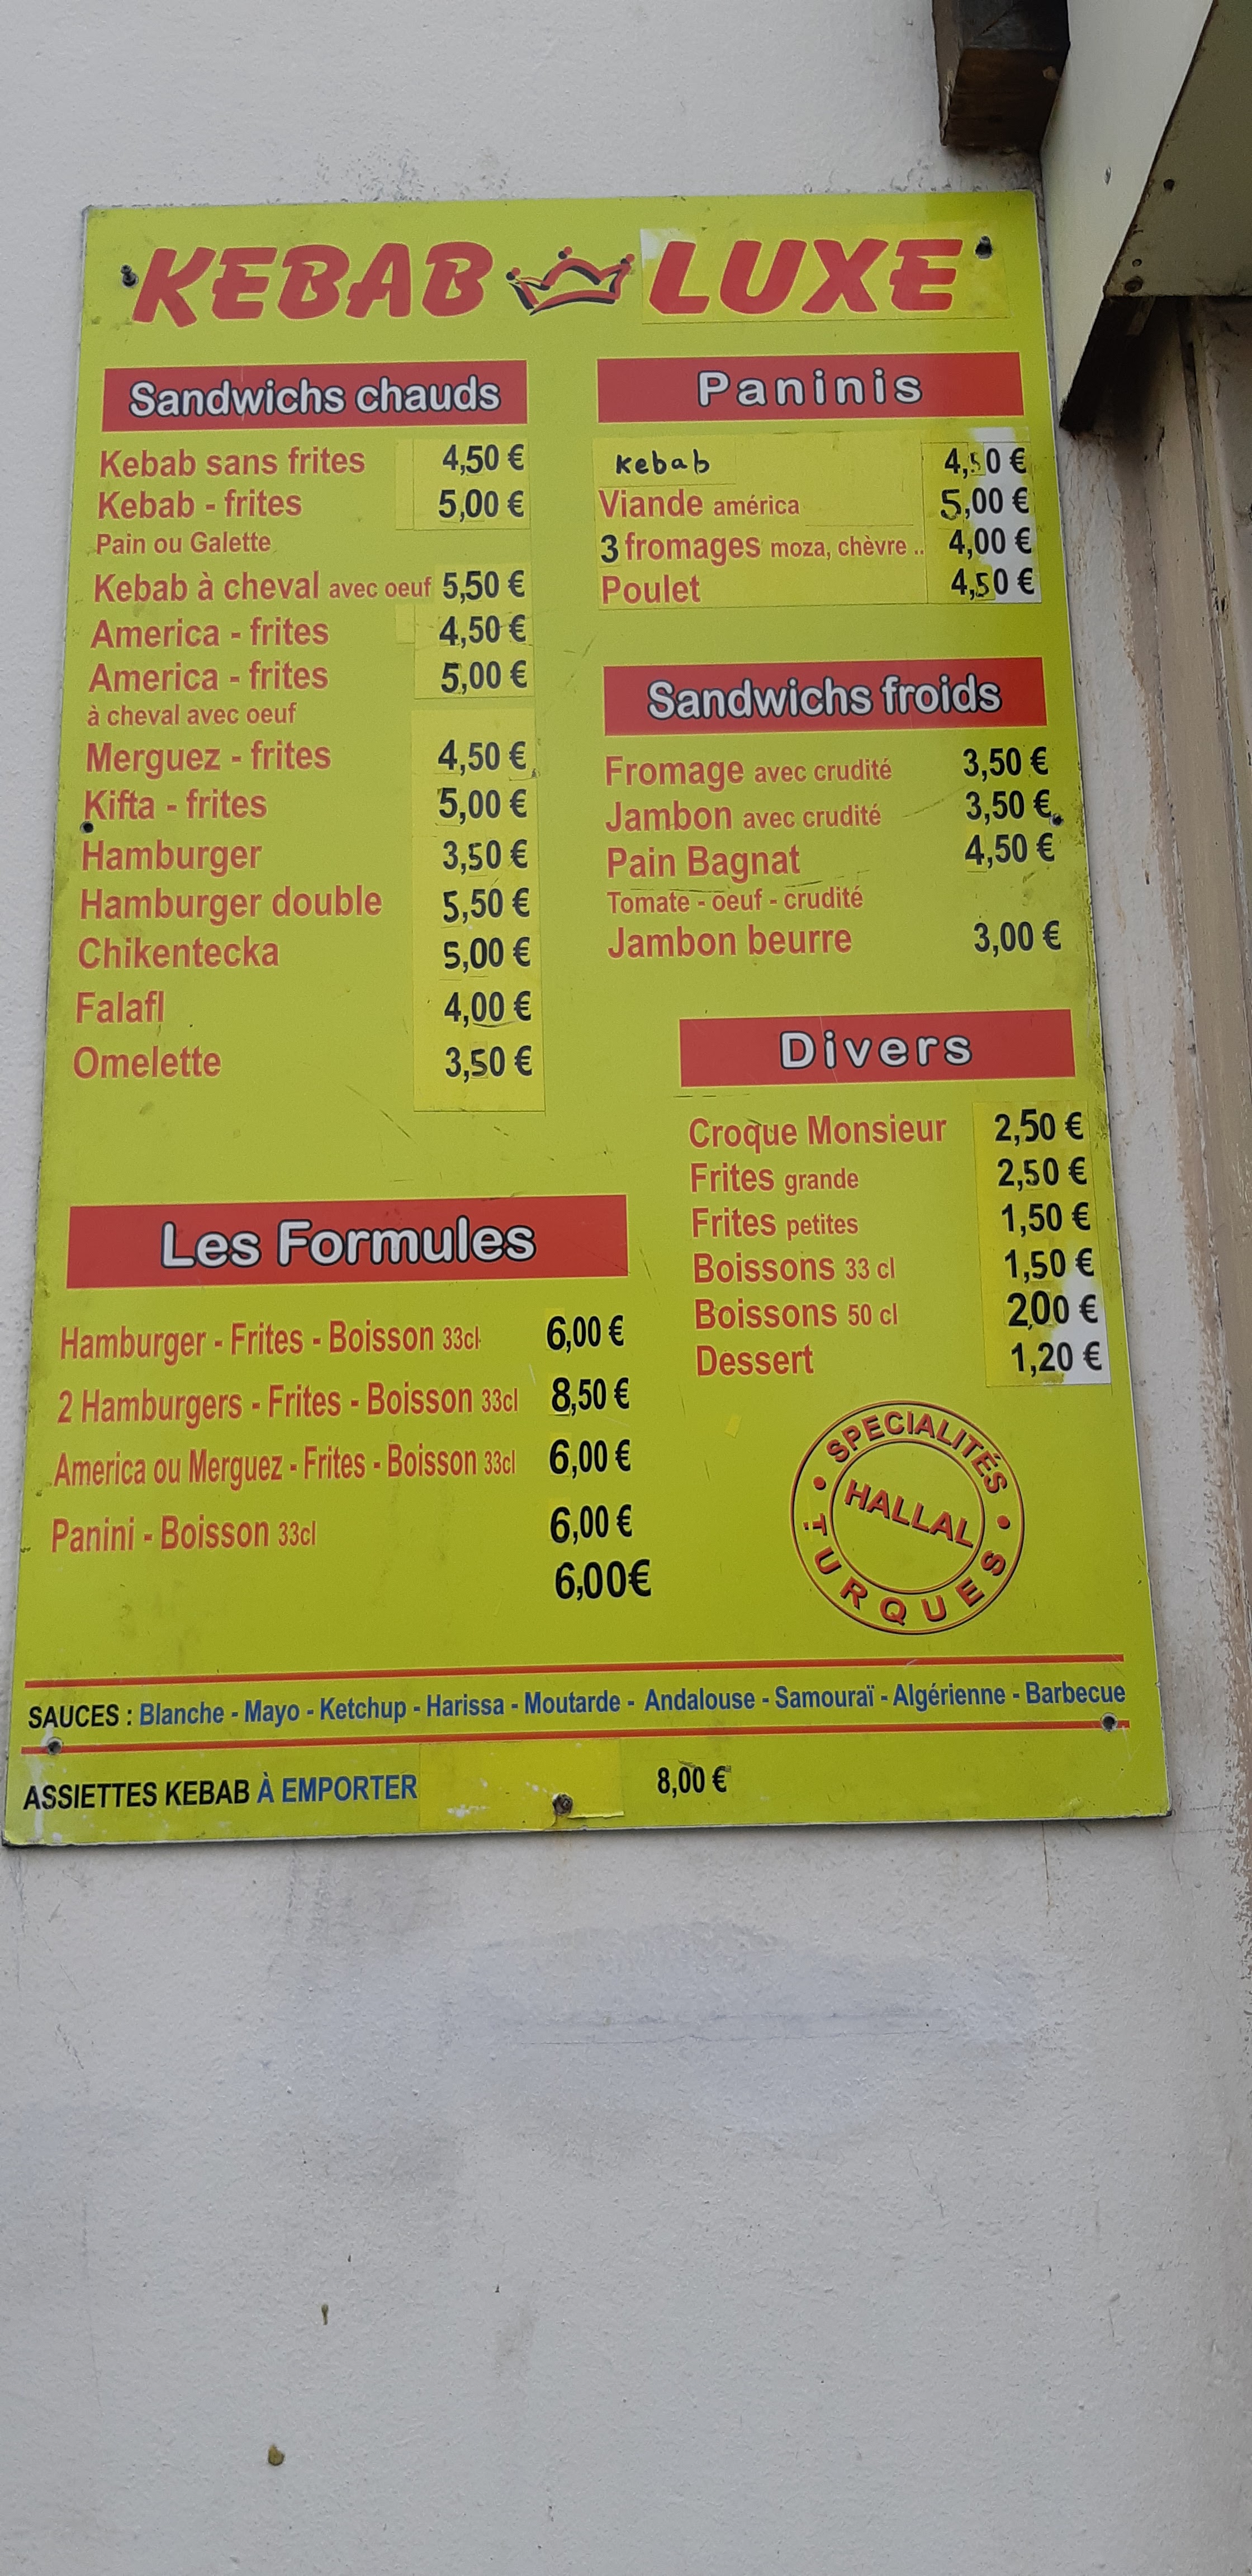 KEBAB LUXE
Sandwichs chauds
Kebab sans frites 4,50 €
Kebab - frites 5,00 €
Pain ou Galette
Kebab à cheval avec oeuf 5,50 €
America - frites 4,50 €
America - frites 5,00 €
à cheval avec oeuf
Merguez - frites 4,50 €
Kifta - frites 5,00 €
Hamburger 3,50 €
Hamburger double 5,50 €
Chikentecka 5,00 €
Falafl 4,00 €
Omelette 3,50 €
Paninis
Kebab 4,50 €
Viande américa 5,00 €
3 fromages moza, chèvre .. 4,00 €
Poulet 4,50 €
Sandwichs froids
Fromage avec crudité 3,50 €
Jambon avec crudité 3,50 €
Pain Bagnat 4,50 €
Tomate - oeuf - crudité
Jambon beurre 3,00 €
Divers
Croque Monsieur 2,50 €
Frites grande 2,50 €
Frites petites 1,50 €
Boissons 33 cl 1,50 €
Boissons 50 cl 2,00 €
Dessert 1,20 €
Les Formules
Hamburger - Frites - Boisson 33cl 6,00 €
2 Hamburgers - Frites - Boisson 33cl 8,50 €
America ou Merguez - Frites - Boisson 33cl 6,00 €
Panini - Boisson 33cl 6,00 €
6,00€
SPECIALITÉS
HALLAL
TURQUES
SAUCES : Blanche - Mayo - Ketchup - Harissa - Moutarde - Andalouse - Samouraï - Algérienne - Barbecue
ASSIETTES KEBAB À EMPORTER 8,00 €